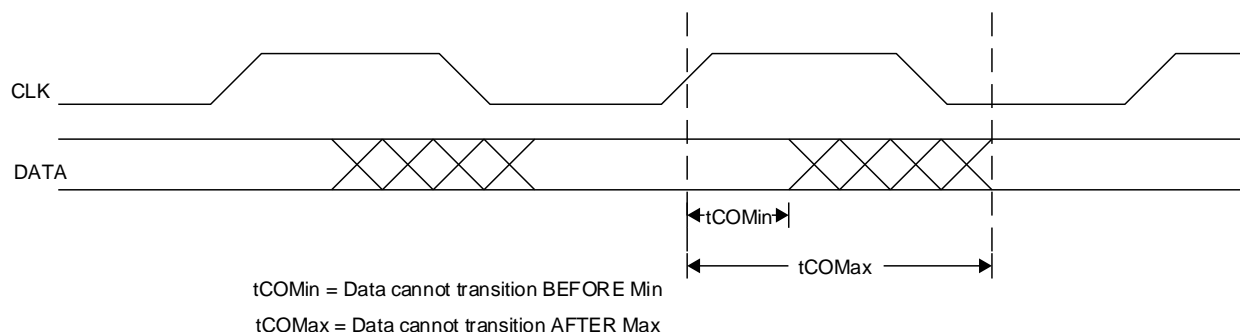 CLK
DATA
tCOMin
tCOMax
tCOMin = Data cannot transition BEFORE Min
tCOMax = Data cannot transition AFTER Max